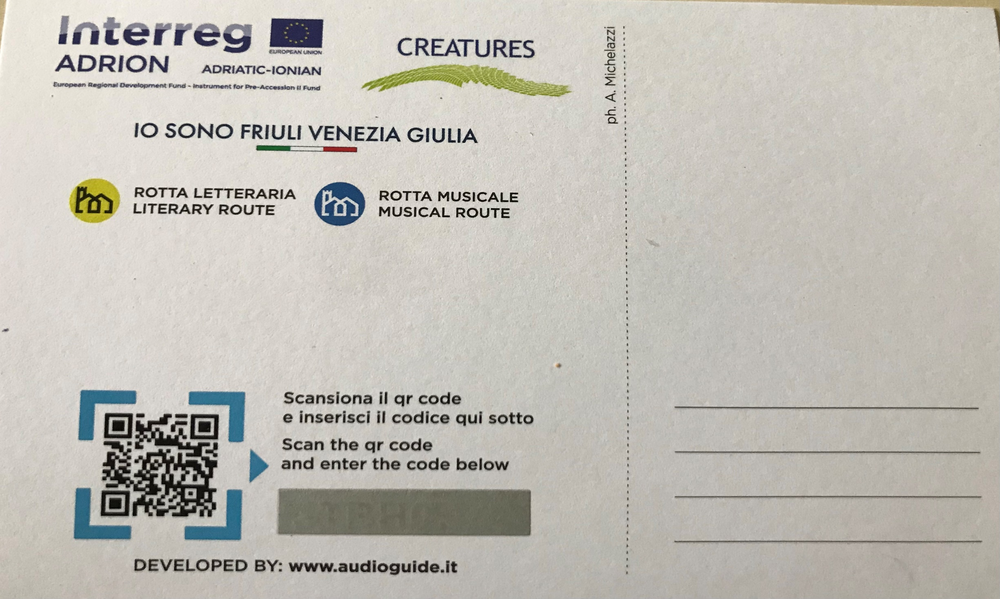 Interreg
EUROPEAN UNION
ADRION ADRIATIC-IONIAN
European Regional Development Fund - Instrument for Pre-Accession II Fund
CREATURES
ph. A. Michelazzi
IO SONO FRIULI VENEZIA GIULIA
ROTTA LETTERARIA
LITERARY ROUTE
ROTTA MUSICALE
MUSICAL ROUTE
Scansiona il qr code
e inserisci il codice qui sotto
Scan the qr code
and enter the code below
DEVELOPED BY: www.audioguide.it